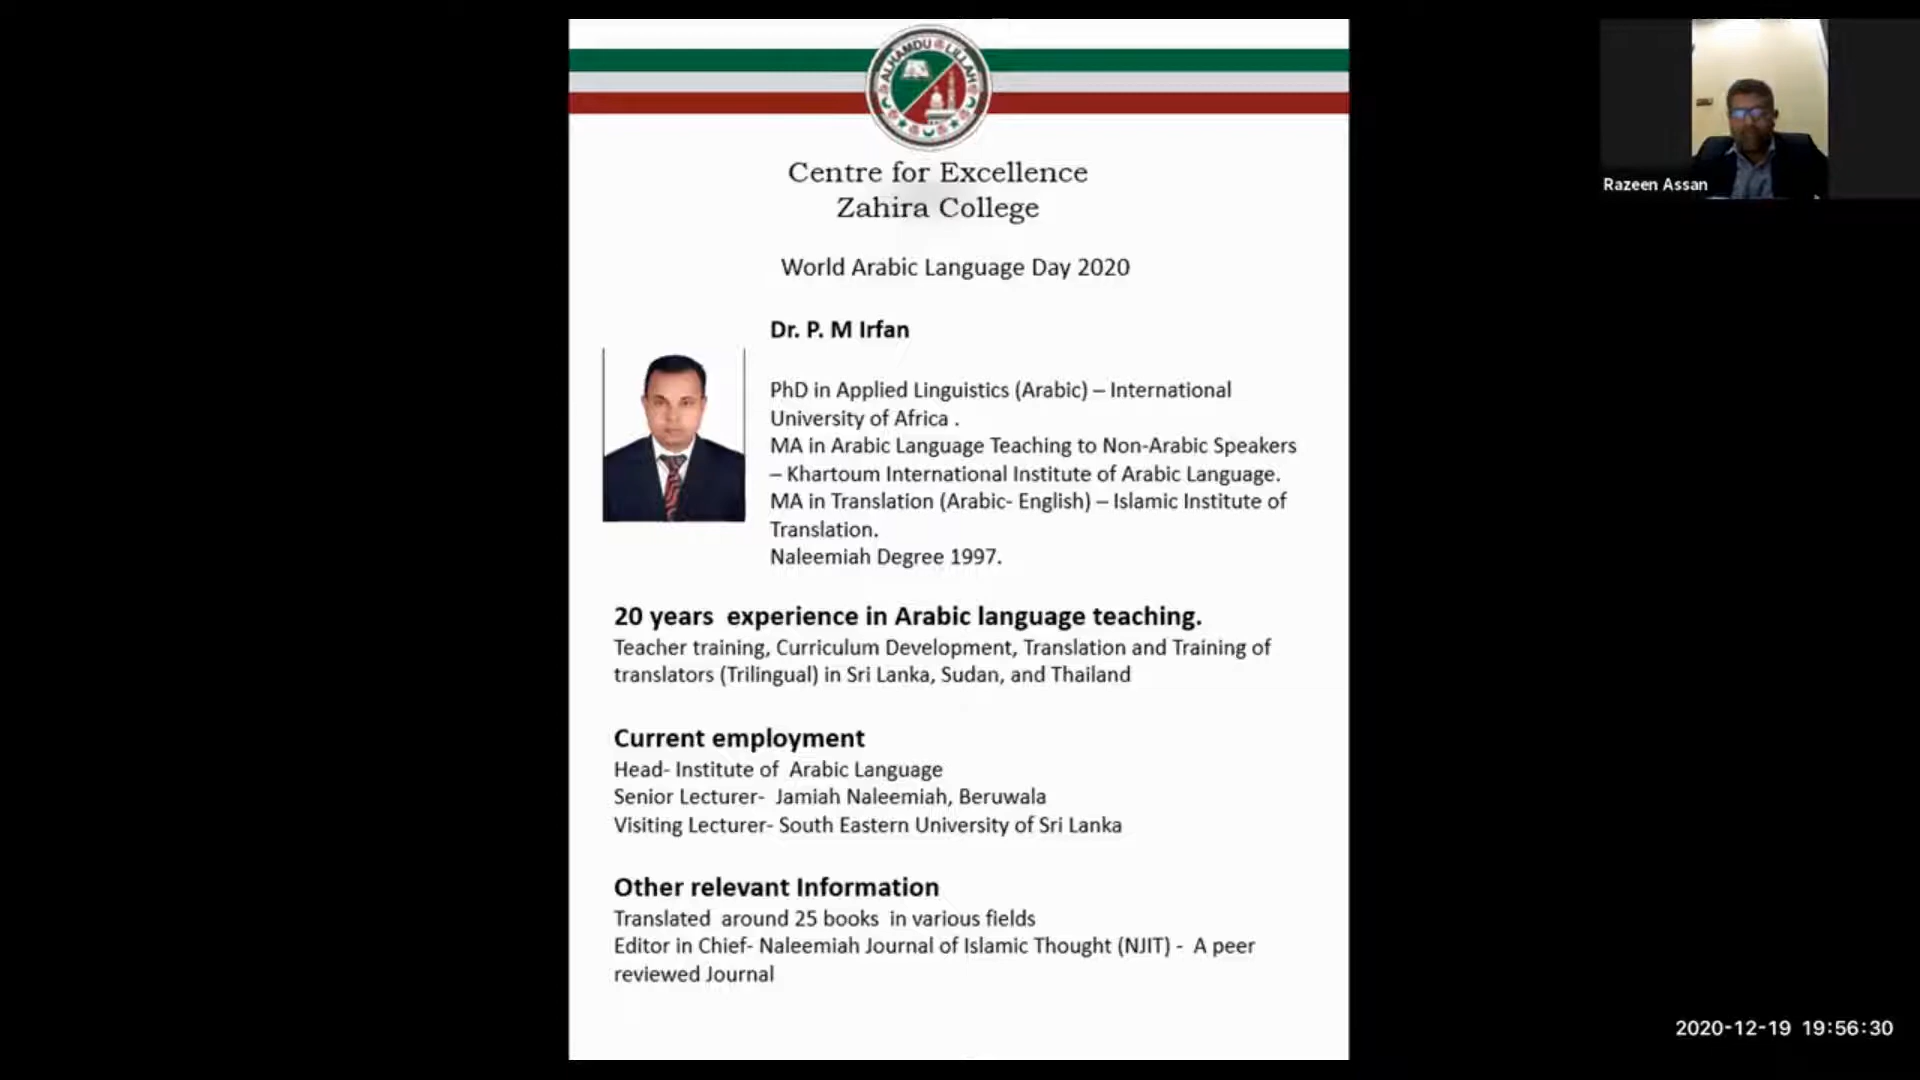 ALHAMDU LILLAH
Centre for Excellence
Zahira College
World Arabic Language Day 2020
Dr. P. M Irfan
PhD in Applied Linguistics (Arabic) – International
University of Africa .
MA in Arabic Language Teaching to Non-Arabic Speakers
– Khartoum International Institute of Arabic Language.
MA in Translation (Arabic- English) – Islamic Institute of
Translation.
Naleemiah Degree 1997.
20 years  experience in Arabic language teaching.
Teacher training, Curriculum Development, Translation and Training of
translators (Trilingual) in Sri Lanka, Sudan, and Thailand
Current employment
Head- Institute of  Arabic Language
Senior Lecturer-  Jamiah Naleemiah, Beruwala
Visiting Lecturer- South Eastern University of Sri Lanka
Other relevant Information
Translated  around 25 books  in various fields
Editor in Chief- Naleemiah Journal of Islamic Thought (NJIT) -  A peer
reviewed Journal
Razeen Assan
2020-12-19 19:56:30